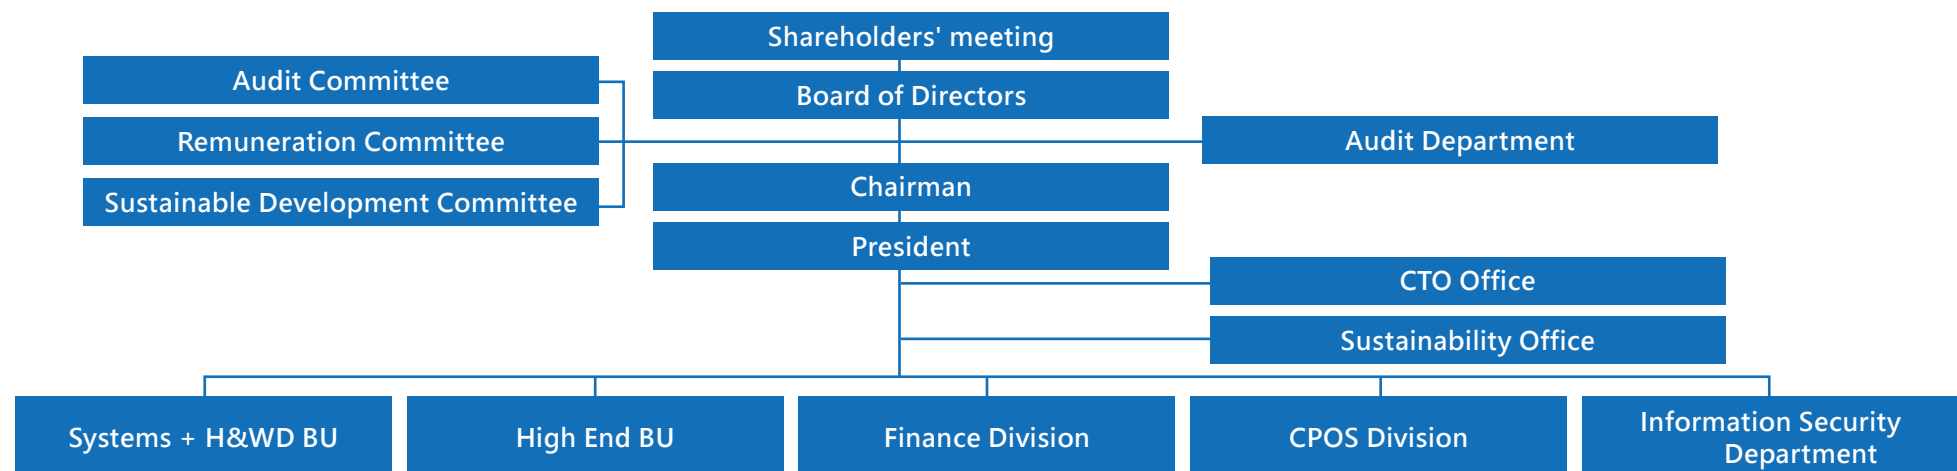 Shareholders' meeting
Audit Committee
Board of Directors
Remuneration Committee
Audit Department
Chairman
Sustainable Development Committee
President
CTO Office
Sustainability Office
Systems + H&WD BU
High End BU
Finance Division
CPOS Division
Information Security
Department